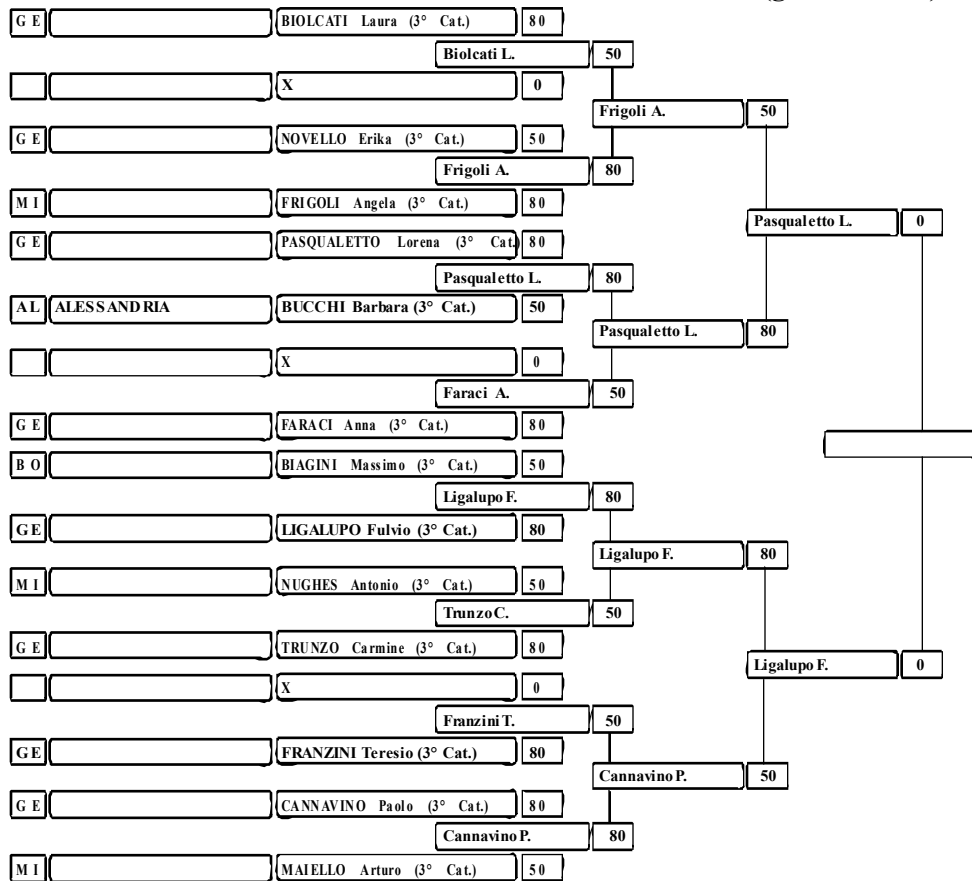 G E BIOLCATI Laura (3° Cat.) 80
Biolcati L. 50
X 0
Frigoli A. 50
G E NOVELLO Erika (3° Cat.) 50
Frigoli A. 80
M I FRIGOLI Angela (3° Cat.) 80
Pasqualetto L. 0
G E PASQUALETTO Lorena (3° Cat.) 80
Pasqualetto L. 80
AL ALESSANDRIA BUCCHI Barbara (3° Cat.) 50
Pasqualetto L. 80
X 0
Faraci A. 50
G E FARACI Anna (3° Cat.) 80
B O BIAGINI Massimo (3° Cat.) 50
Ligalupo F. 80
GE LIGALUPO Fulvio (3° Cat.) 80
Ligalupo F. 80
M I NUGHES Antonio (3° Cat.) 50
Trunzo C. 50
G E TRUNZO Carmine (3° Cat.) 80
Ligalupo F. 0
X 0
Franzini T. 50
GE FRANZINI Teresio (3° Cat.) 80
Cannavino P. 50
G E CANNAVINO Paolo (3° Cat.) 80
Cannavino P. 80
M I MAIELLO Arturo (3° Cat.) 50